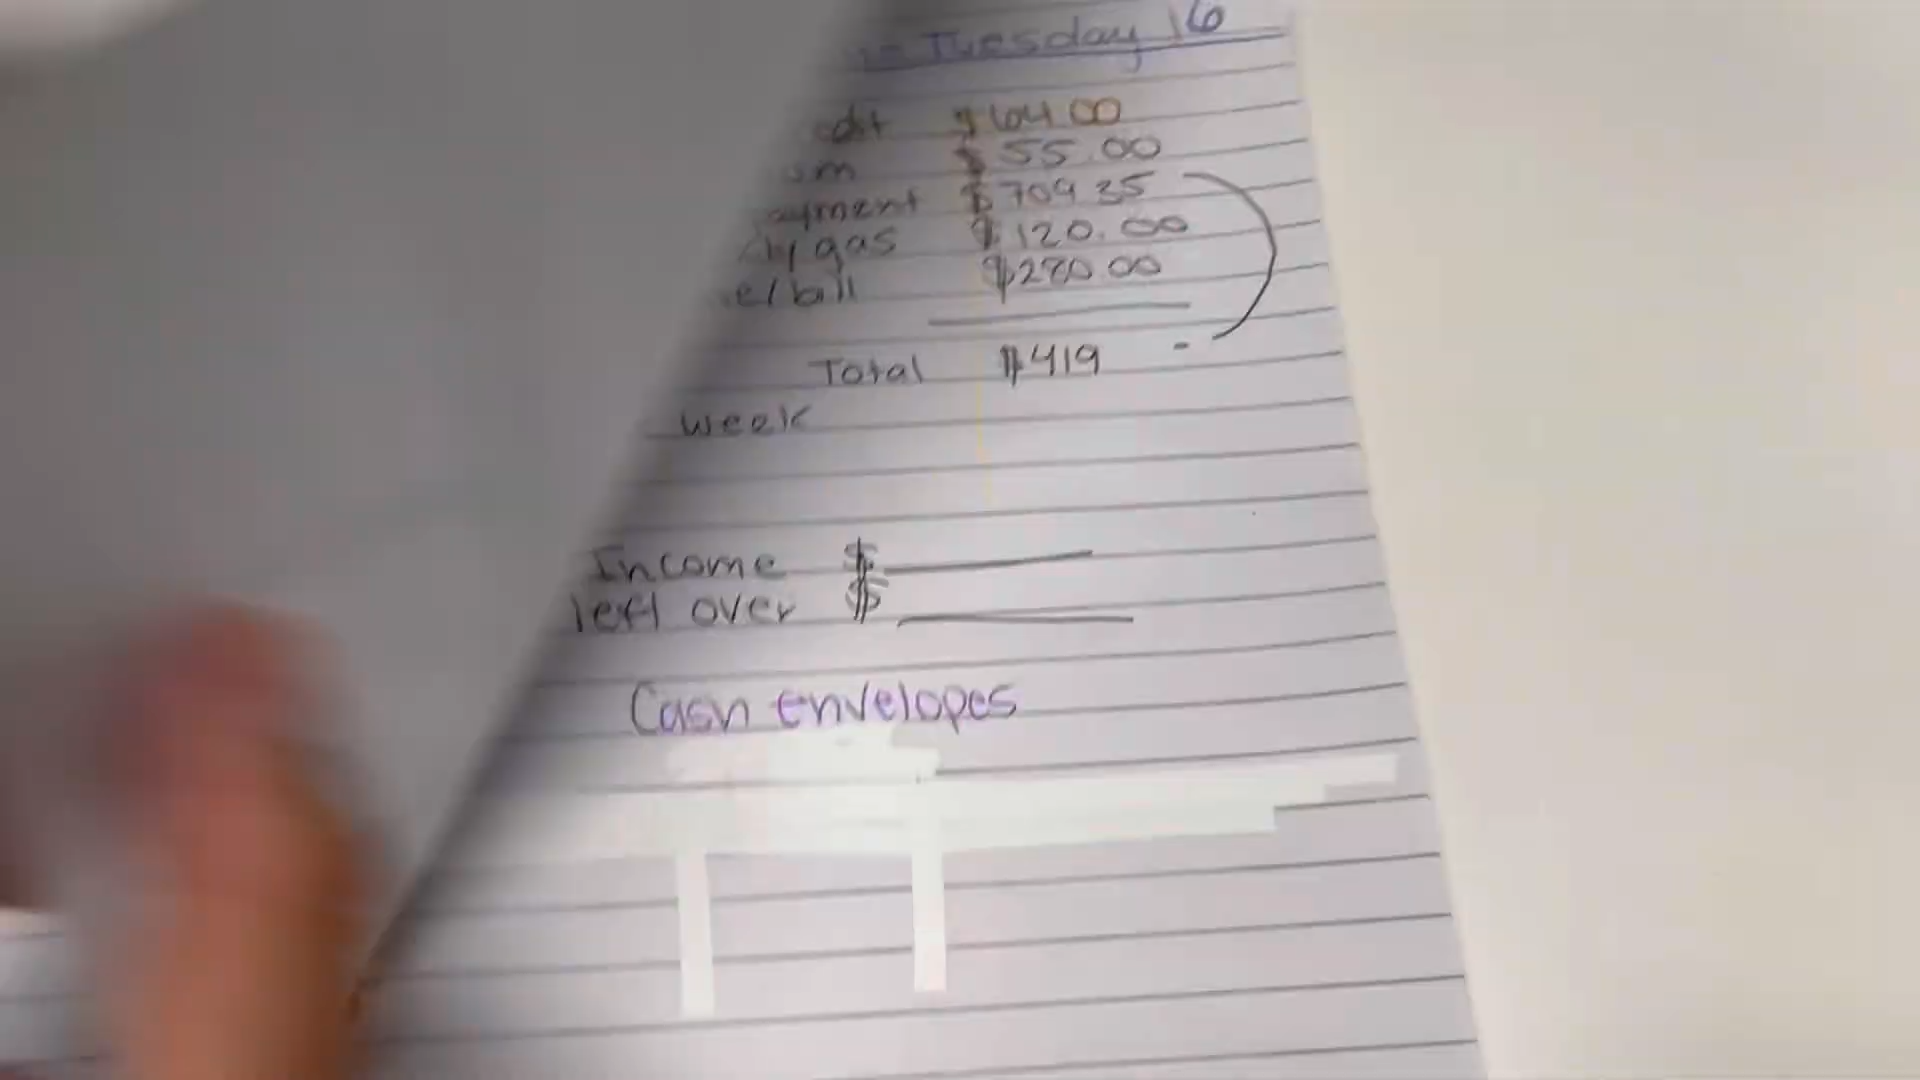 Tuesday 16
$64.00
$55.00
ayment $709.35
gas $120.00
bill $280.00
Total $419 -
week
Income $
left over $
Cash envelopes